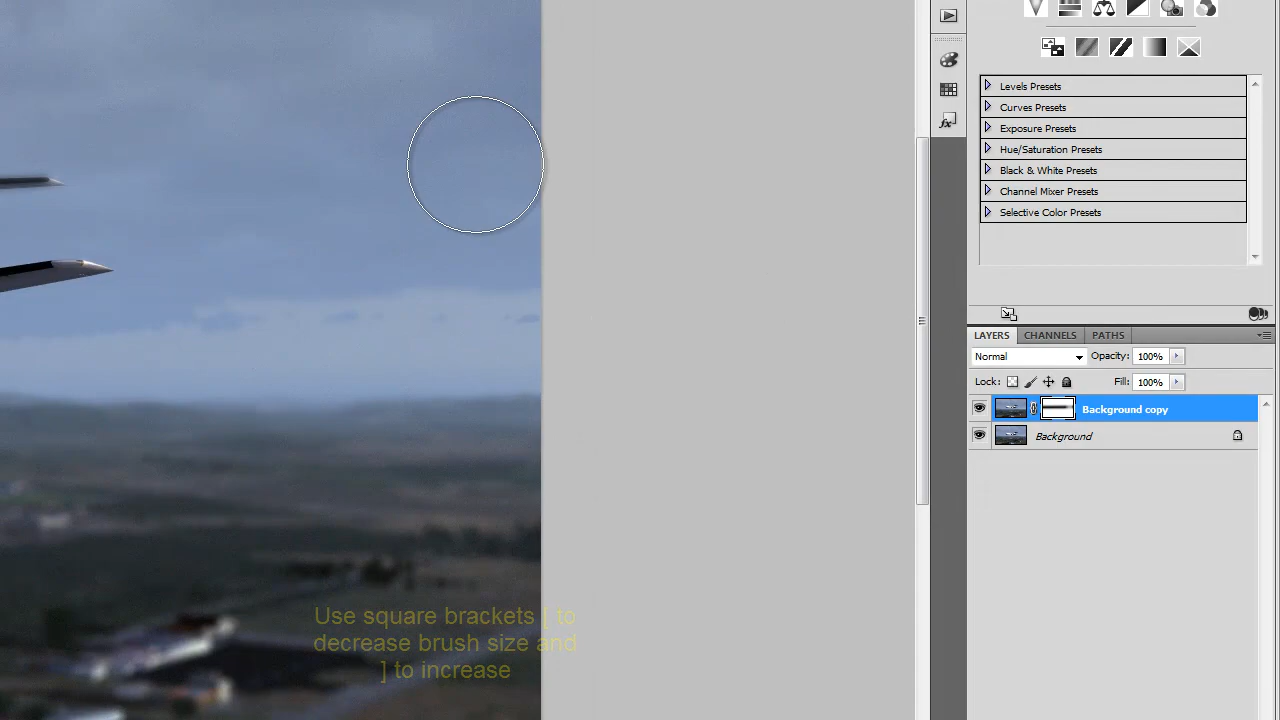 Levels Presets
Curves Presets
Exposure Presets
Hue/Saturation Presets
Black & White Presets
Channel Mixer Presets
Selective Color Presets
LAYERS CHANNELS PATHS
Normal Opacity: 100%
Lock: Fill: 100%
Background copy
Background
fx
Use square brackets [ to
decrease brush size and
] to increase